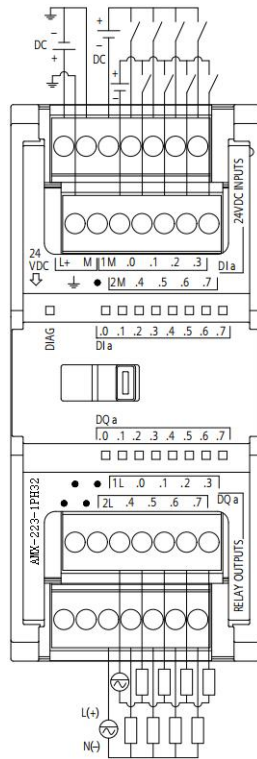 DC
DC
24 VDC INPUTS
24
VDC
L+ M 1M .0 .1 .2 .3 DI a
2M .4 .5 .6 .7
DIAG
.0 .1 .2 .3 .4 .5 .6 .7
DI a
DQ a
.0 .1 .2 .3 .4 .5 .6 .7
AMX-223-1PH32
1L .0 .1 .2 .3
2L .4 .5 .6 .7 DQ a
RELAY OUTPUTS
L(+)
N(-)